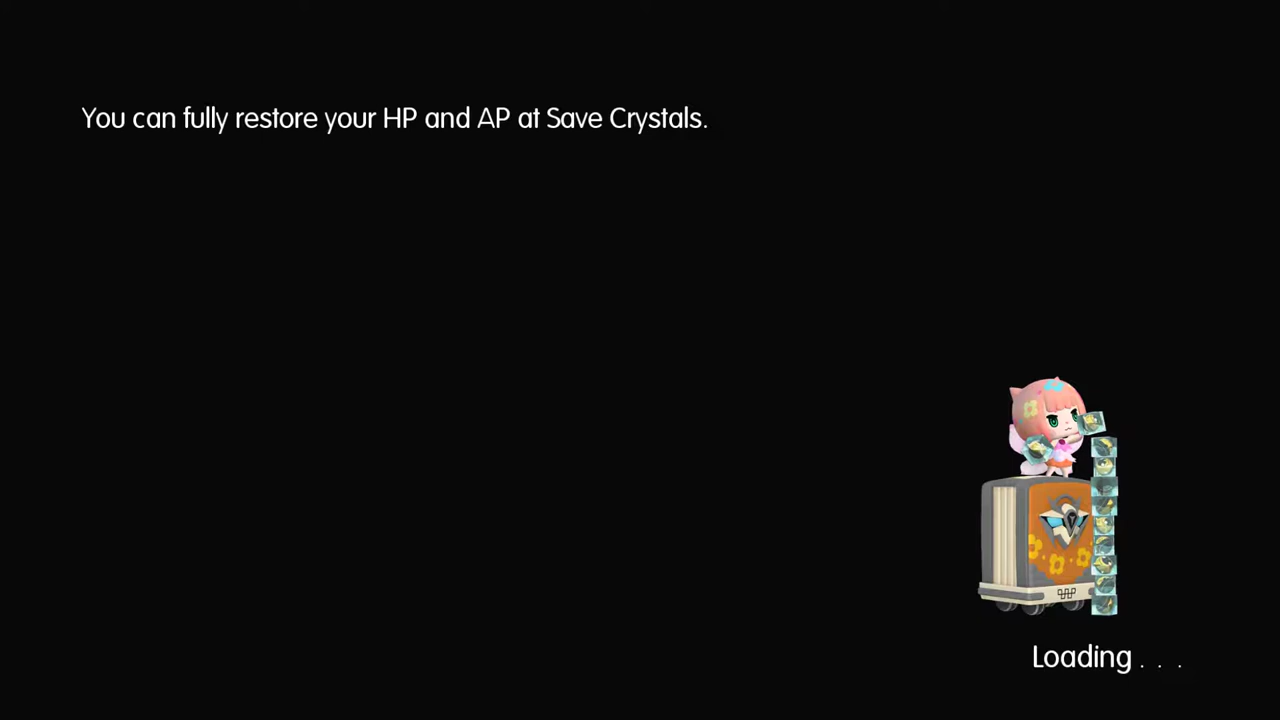 You can fully restore your HP and AP at Save Crystals.
Loading . . .